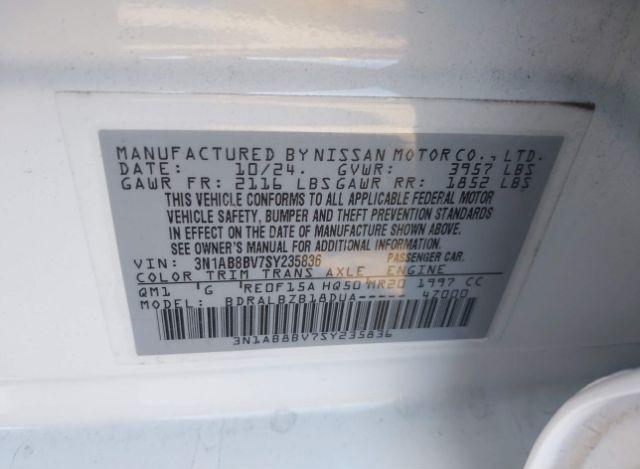 MANUFACTURED BY NISSAN MOTOR CO., LTD.
DATE: 10/24. GVWR: 3957 LBS
GAWR FR: 2116 LBS GAWR RR: 1852 LBS
THIS VEHICLE CONFORMS TO ALL APPLICABLE FEDERAL MOTOR
VEHICLE SAFETY, BUMPER AND THEFT PREVENTION STANDARDS
IN EFFECT ON THE DATE OF MANUFACTURE SHOWN ABOVE.
SEE OWNER'S MANUAL FOR ADDITIONAL INFORMATION.
VIN: 3N1AB8BV7SY235836 PASSENGER CAR.
COLOR TRIM TRANS AXLE ENGINE
QM1 G RE0F15A HQ50 MR20 1997 CC
MODEL: BDRALBZB18DUA----- 4Z000
3N1AB8BV7SY235836